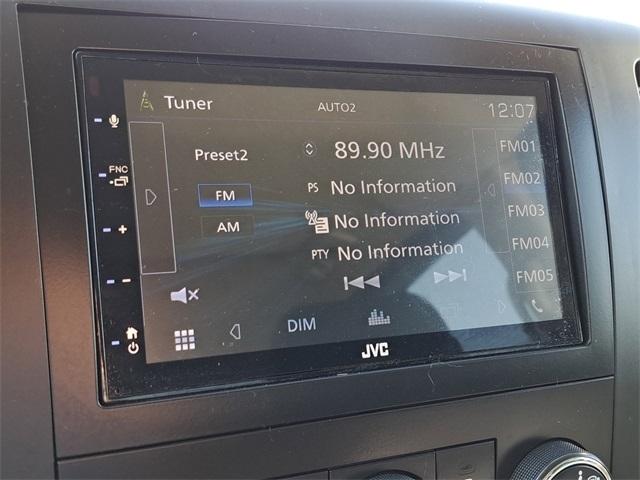 Tuner AUTO2 12:07
Preset2 89.90 MHz FM01
FNC
FM PS No Information FM02
AM No Information FM03
PTY No Information FM04
FM05
DIM
JVC